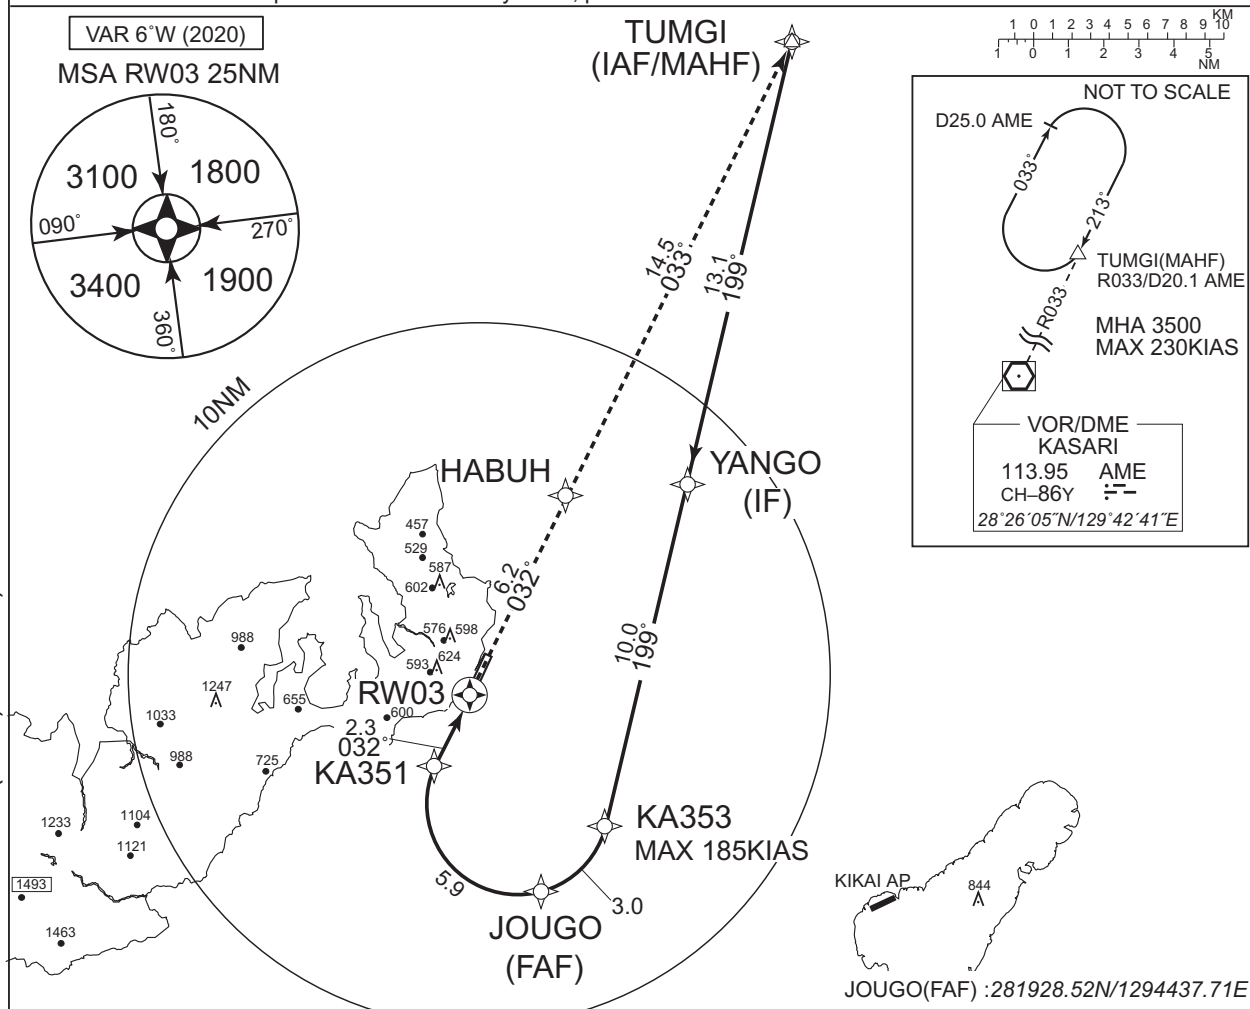 VAR 6°W (2020)
MSA RW03 25NM
180°
3100
1800
090°
270°
3400
1900
360°
TUMGI
(IAF/MAHF)
KM
1 0 1 2 3 4 5 6 7 8 9 10
1 0 1 2 3 4 5
NM
NOT TO SCALE
D25.0 AME
033°
213°
TUMGI(MAHF)
R033/D20.1 AME
R033
MHA 3500
MAX 230KIAS
VOR/DME
KASARI
113.95 AME
CH–86Y
28°26´05˝N/129°42´41˝E
14.5
033°
13.1
199°
10NM
HABUH
YANGO
(IF)
457
529
587
602
6.2
032°
576
598
593
624
988
1247
655
600
1033
988
725
10.0
199°
RW03
2.3
032°
KA351
1233
1104
1121
1493
1463
KA353
MAX 185KIAS
5.9
3.0
JOUGO
(FAF)
KIKAI AP
844
JOUGO(FAF) :281928.52N/1294437.71E